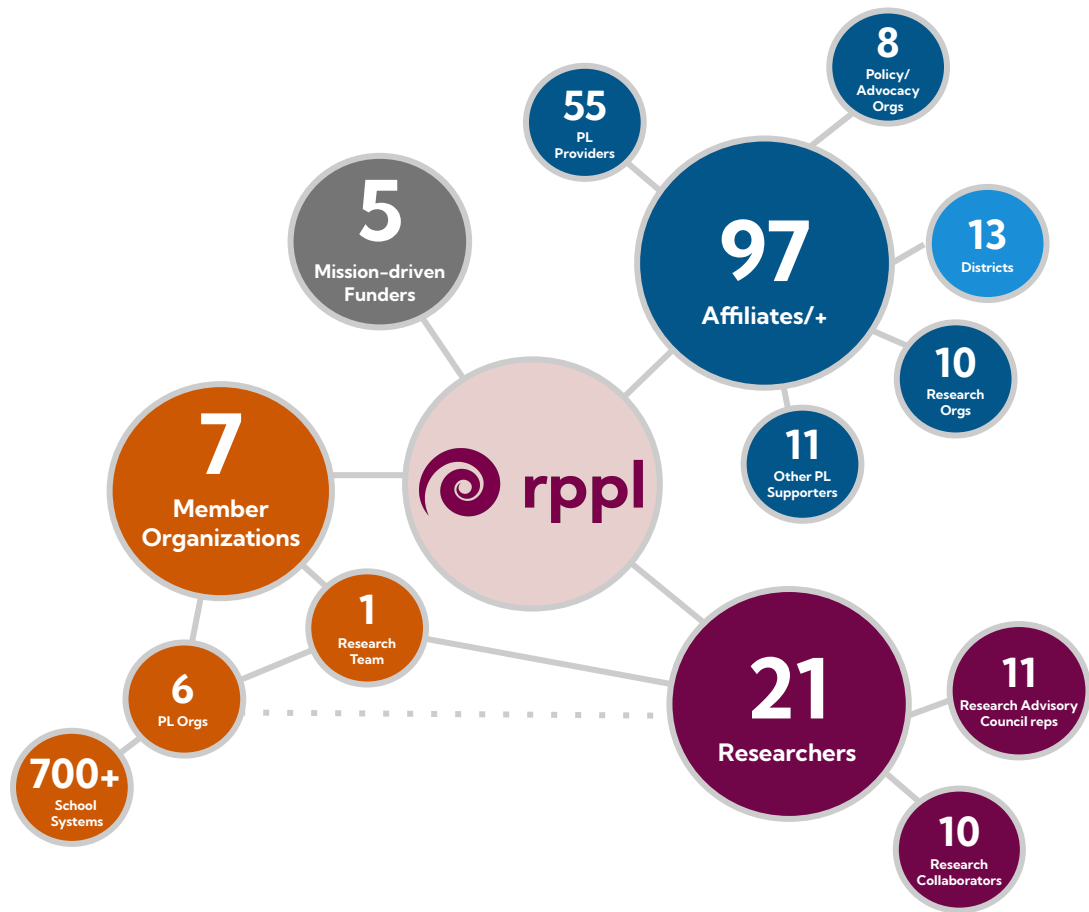 8
Policy/
Advocacy
Orgs
55
PL
Providers
5
Mission-driven
Funders
97
Affiliates/+
13
Districts
10
Research
Orgs
11
Other PL
Supporters
7
Member
Organizations
rppl
1
Research
Team
6
PL Orgs
700+
School
Systems
21
Researchers
11
Research Advisory
Council reps
10
Research
Collaborators